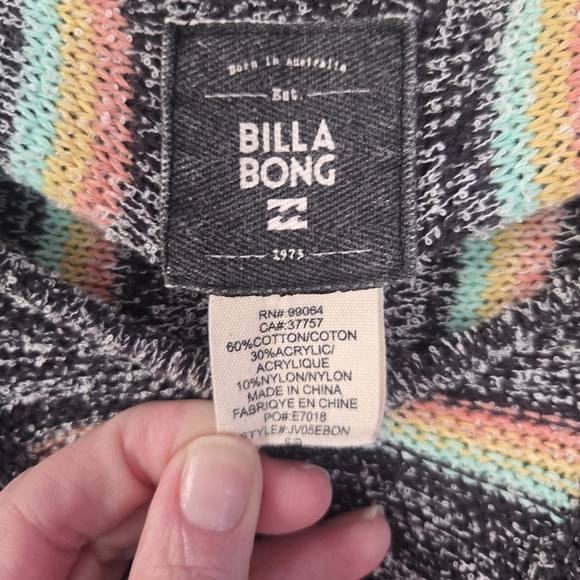 Born in Australia
Est.
BILLA
BONG
1973
RN# 99064
CA#:37757
60%COTTON/COTON
30%ACRYLIC/
ACRYLIQUE
10%NYLON/NYLON
MADE IN CHINA
FABRIQYE EN CHINE
PO#:E7018
STYLE#:JV05EBON